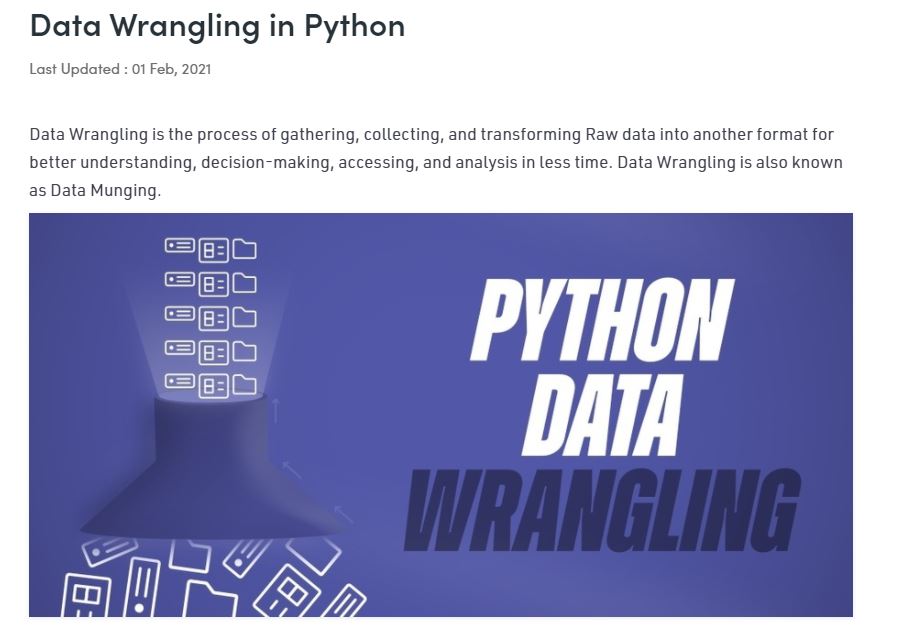 Data Wrangling in Python
Last Updated : 01 Feb, 2021
Data Wrangling is the process of gathering, collecting, and transforming Raw data into another format for
better understanding, decision-making, accessing, and analysis in less time. Data Wrangling is also known
as Data Munging.
PYTHON
DATA
WRANGLING